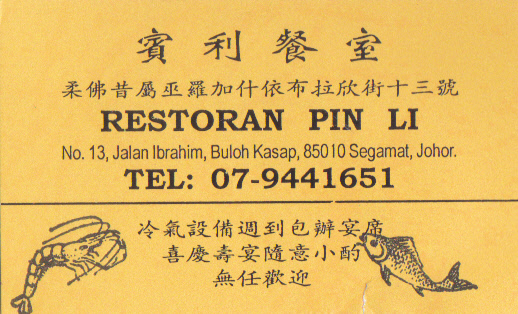 賓利餐室
柔佛昔屬巫羅加什依布拉欣街十三號
RESTORAN PIN LI
No. 13, Jalan Ibrahim, Buloh Kasap, 85010 Segamat, Johor.
TEL: 07-9441651
冷氣設備週到包辦宴席
喜慶壽宴隨意小酌
無任歡迎